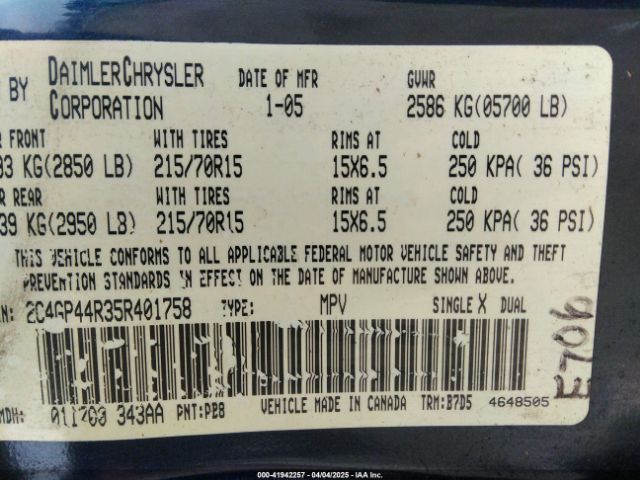 BY DAIMLERCHRYSLER CORPORATION DATE OF MFR 1-05 GVWR 2586 KG(05700 LB)
FRONT WITH TIRES RIMS AT COLD
93 KG(2850 LB) 215/70R15 15X6.5 250 KPA( 36 PSI)
REAR WITH TIRES RIMS AT COLD
39 KG(2950 LB) 215/70R15 15X6.5 250 KPA( 36 PSI)
THIS VEHICLE CONFORMS TO ALL APPLICABLE FEDERAL MOTOR VEHICLE SAFETY AND THEFT
PREVENTION STANDARDS IN EFFECT ON THE DATE OF MANUFACTURE SHOWN ABOVE.
N: 2C4GP44R35R401758 TYPE: MPV SINGLE X DUAL
MDH: 011700 343AA PNT:PB8 VEHICLE MADE IN CANADA TRM:B7D5 4648505
E706
000-41942257 - 04/04/2025 - IAA Inc.